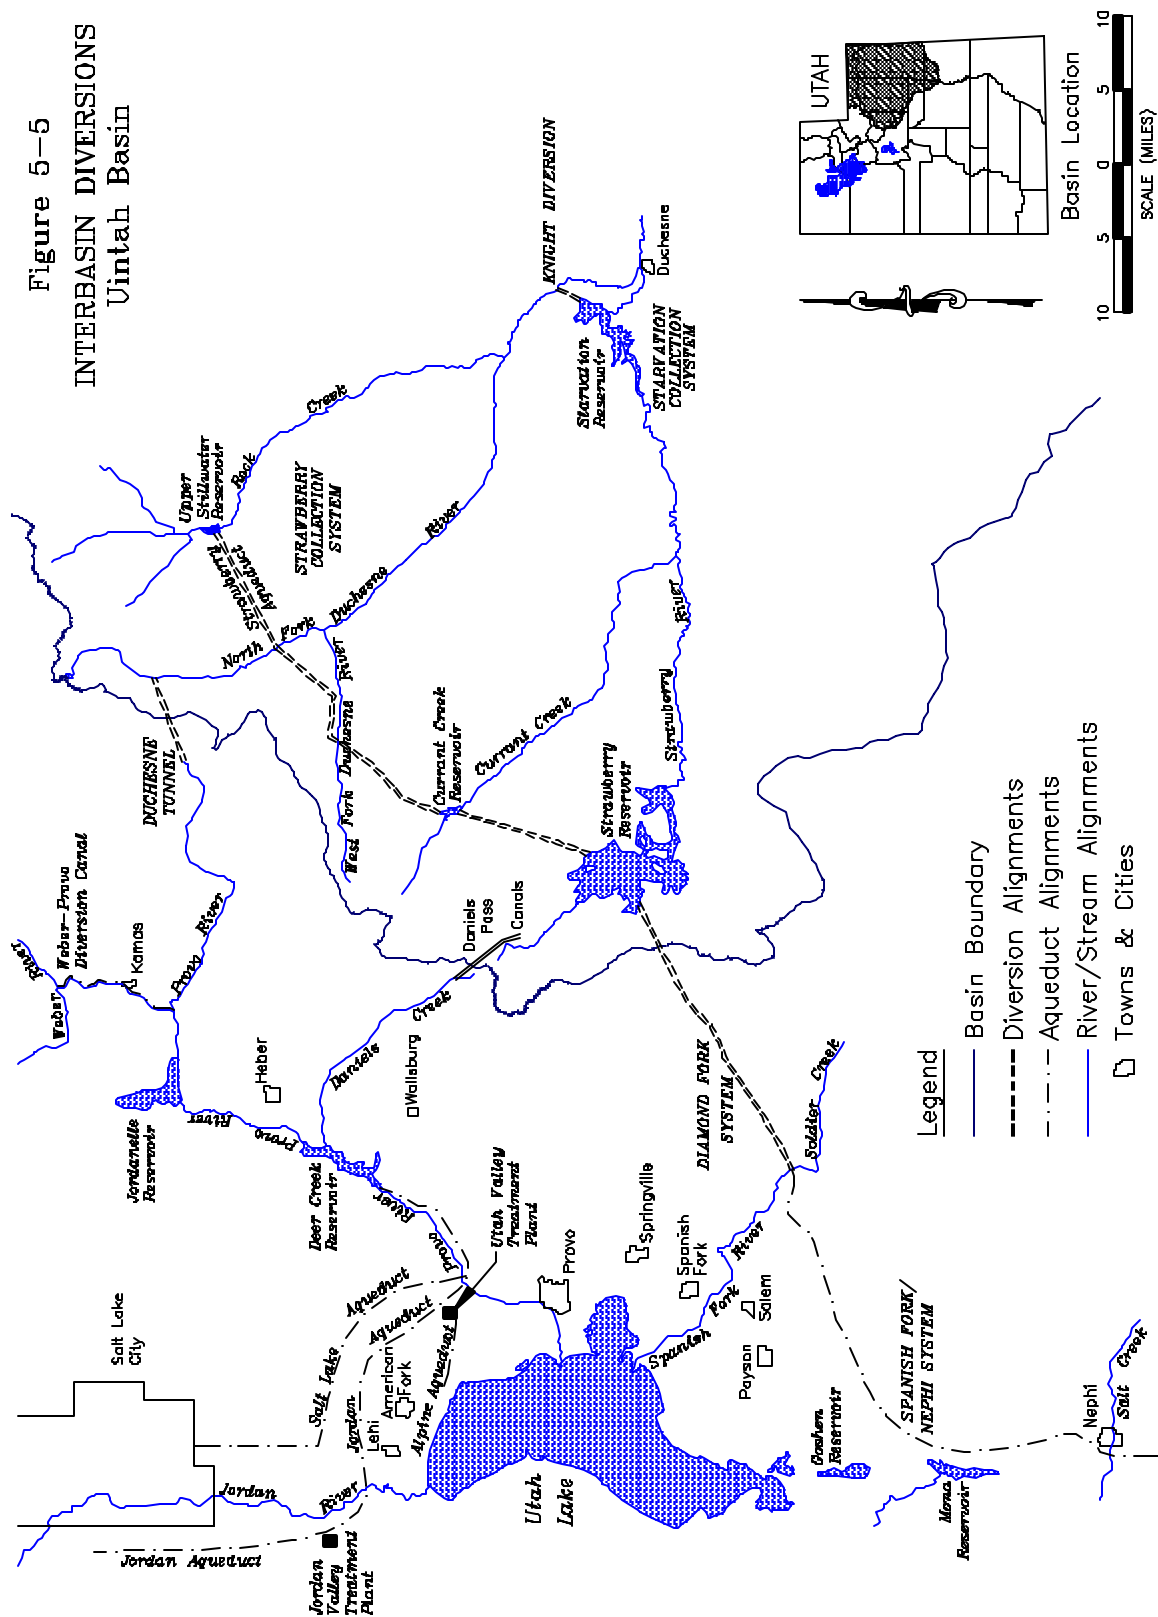 Figure 5-5
INTERBASIN DIVERSIONS
Uintah Basin
Salt Lake
City
Jordan Aqueduct
Jordan
Valley
Treatment
Plant
Jordan
River
Salt Lake
Aqueduct
Jordan
Aqueduct
Lehi
American
Fork
Alpine Aqueduct
Utah
Lake
Jordanelle
Reservoir
Heber
River
Provo
Deer Creek
Reservoir
River
Provo
Utah Valley
Treatment
Plant
Provo
Springville
Spanish
Fork
Spanish
Fork
River
Salem
Payson
Goshen
Reservoir
Mona
Reservoir
SPANISH FORK/
NEPHI SYSTEM
Nephi
Salt
Creek
Weber
River
Weber-Provo
Diversion Canal
Kamas
Provo
River
Daniels
Creek
Wallsburg
Daniels
Pass
Canals
DIAMOND FORK
SYSTEM
Soldier
Creek
DUCHESNE
TUNNEL
West Fork Duchesne
River
Currant Creek
Reservoir
Currant Creek
Strawberry
Reservoir
Strawberry
River
North
Fork
Duchesne
River
Strawberry
Aqueduct
Upper
Stillwater
Reservoir
Rock
Creek
STRAWBERRY
COLLECTION
SYSTEM
KNIGHT DIVERSION
Starvation
Reservoir
STARVATION
COLLECTION
SYSTEM
Duchesne
Legend
Basin Boundary
Diversion Alignments
Aqueduct Alignments
River/Stream Alignments
Towns & Cities
UTAH
Basin Location
10
5
0
5
10
SCALE (MILES)